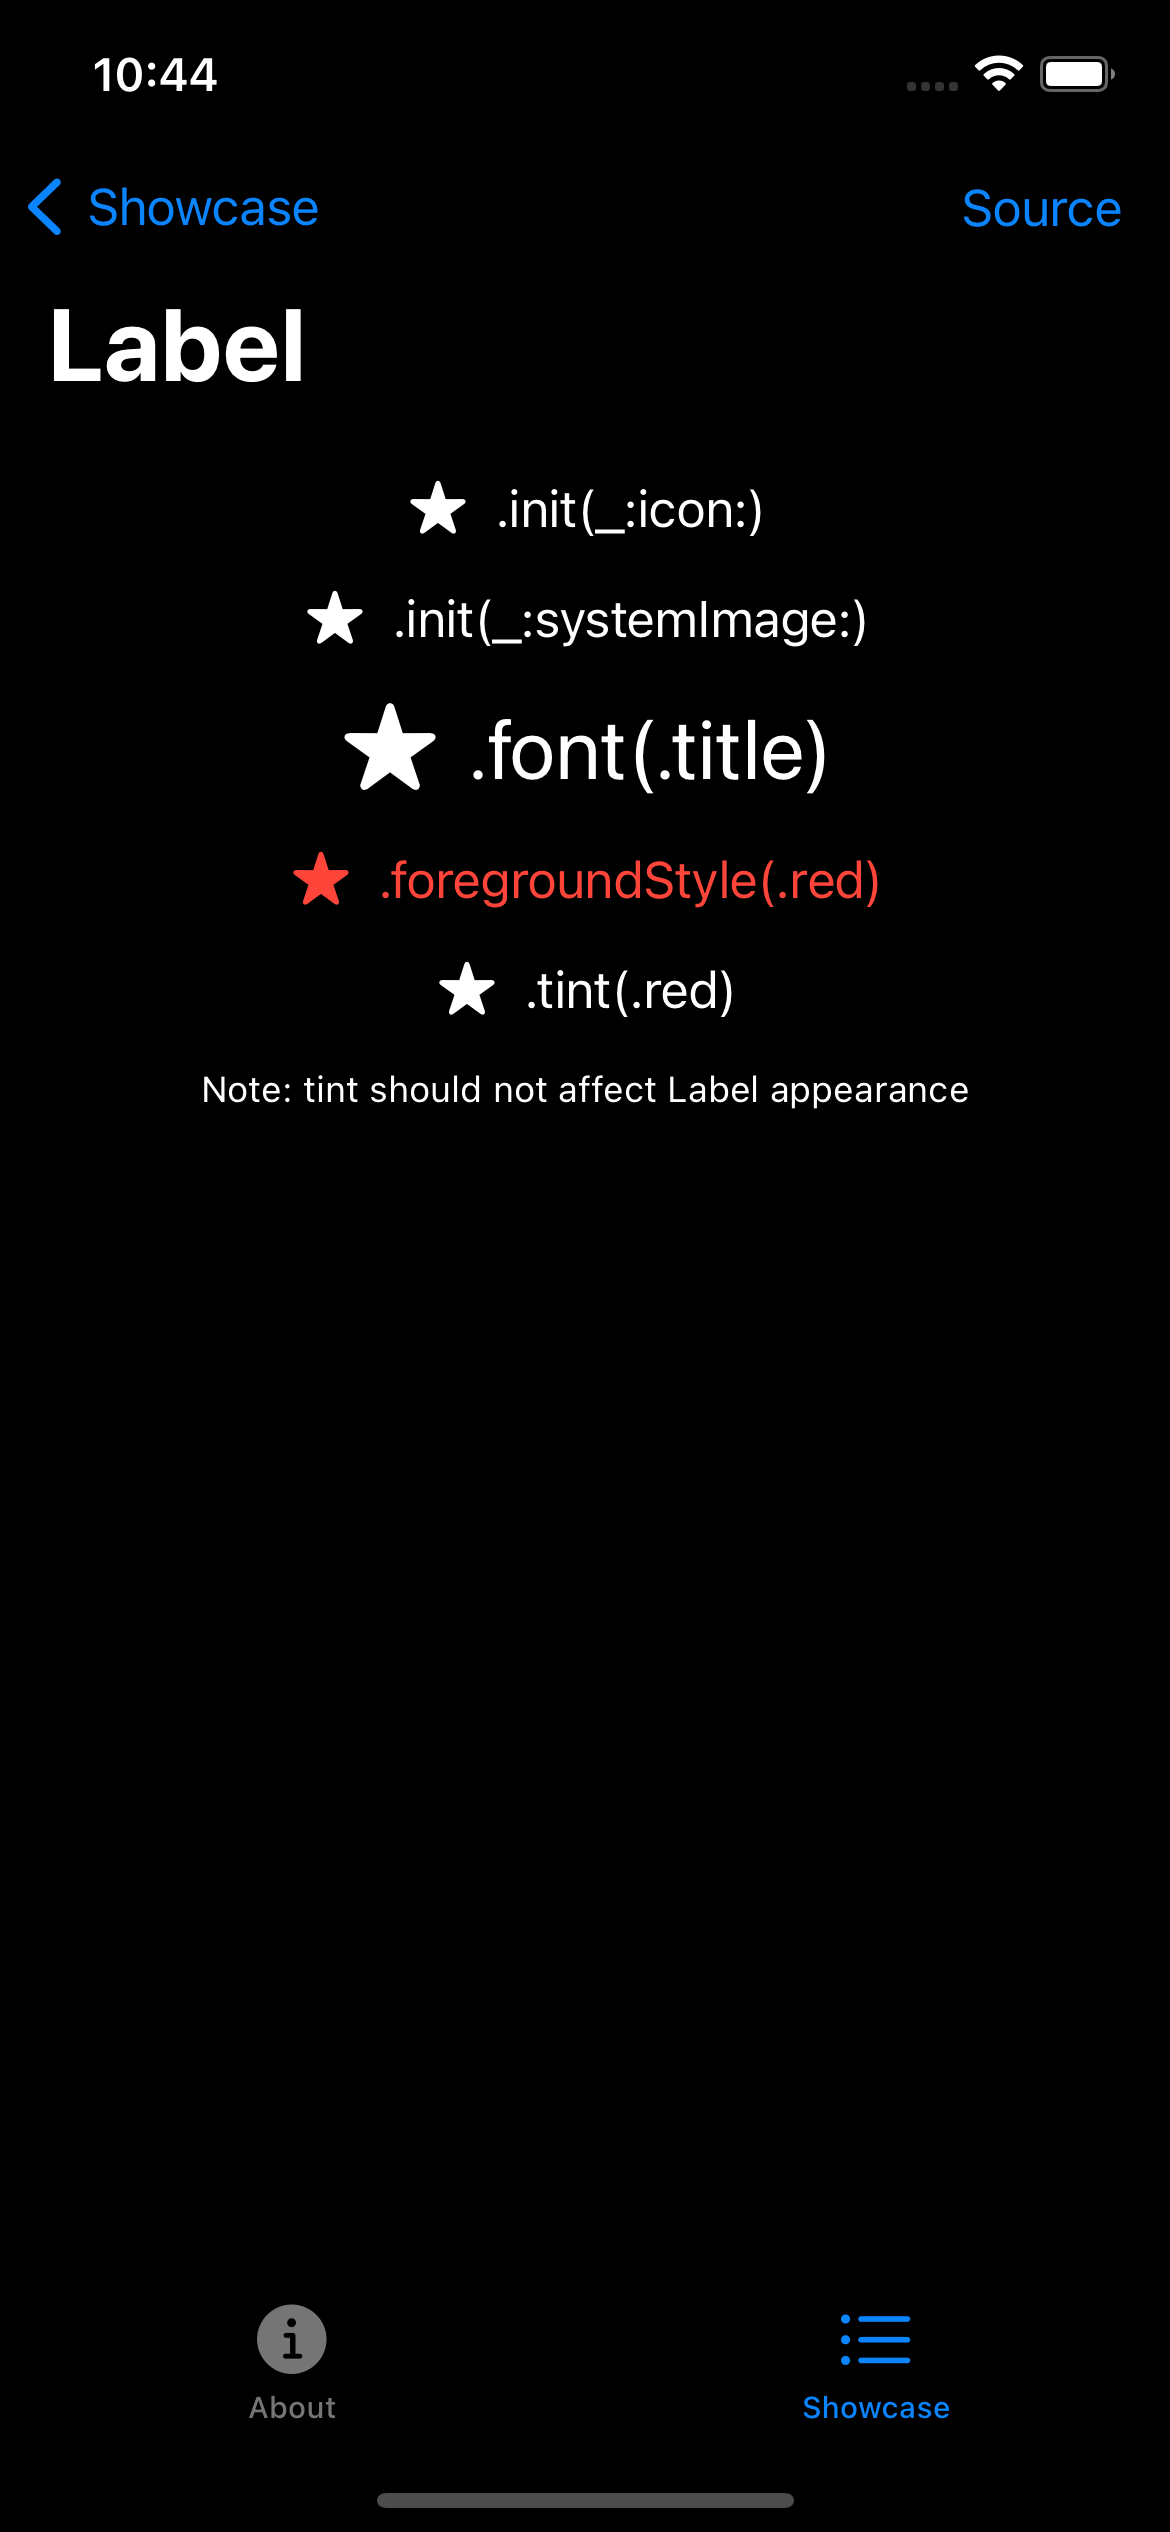 10:44
Showcase
Source
Label
.init(_:icon:)
.init(_:systemImage:)
.font(.title)
.foregroundStyle(.red)
.tint(.red)
Note: tint should not affect Label appearance
About
Showcase